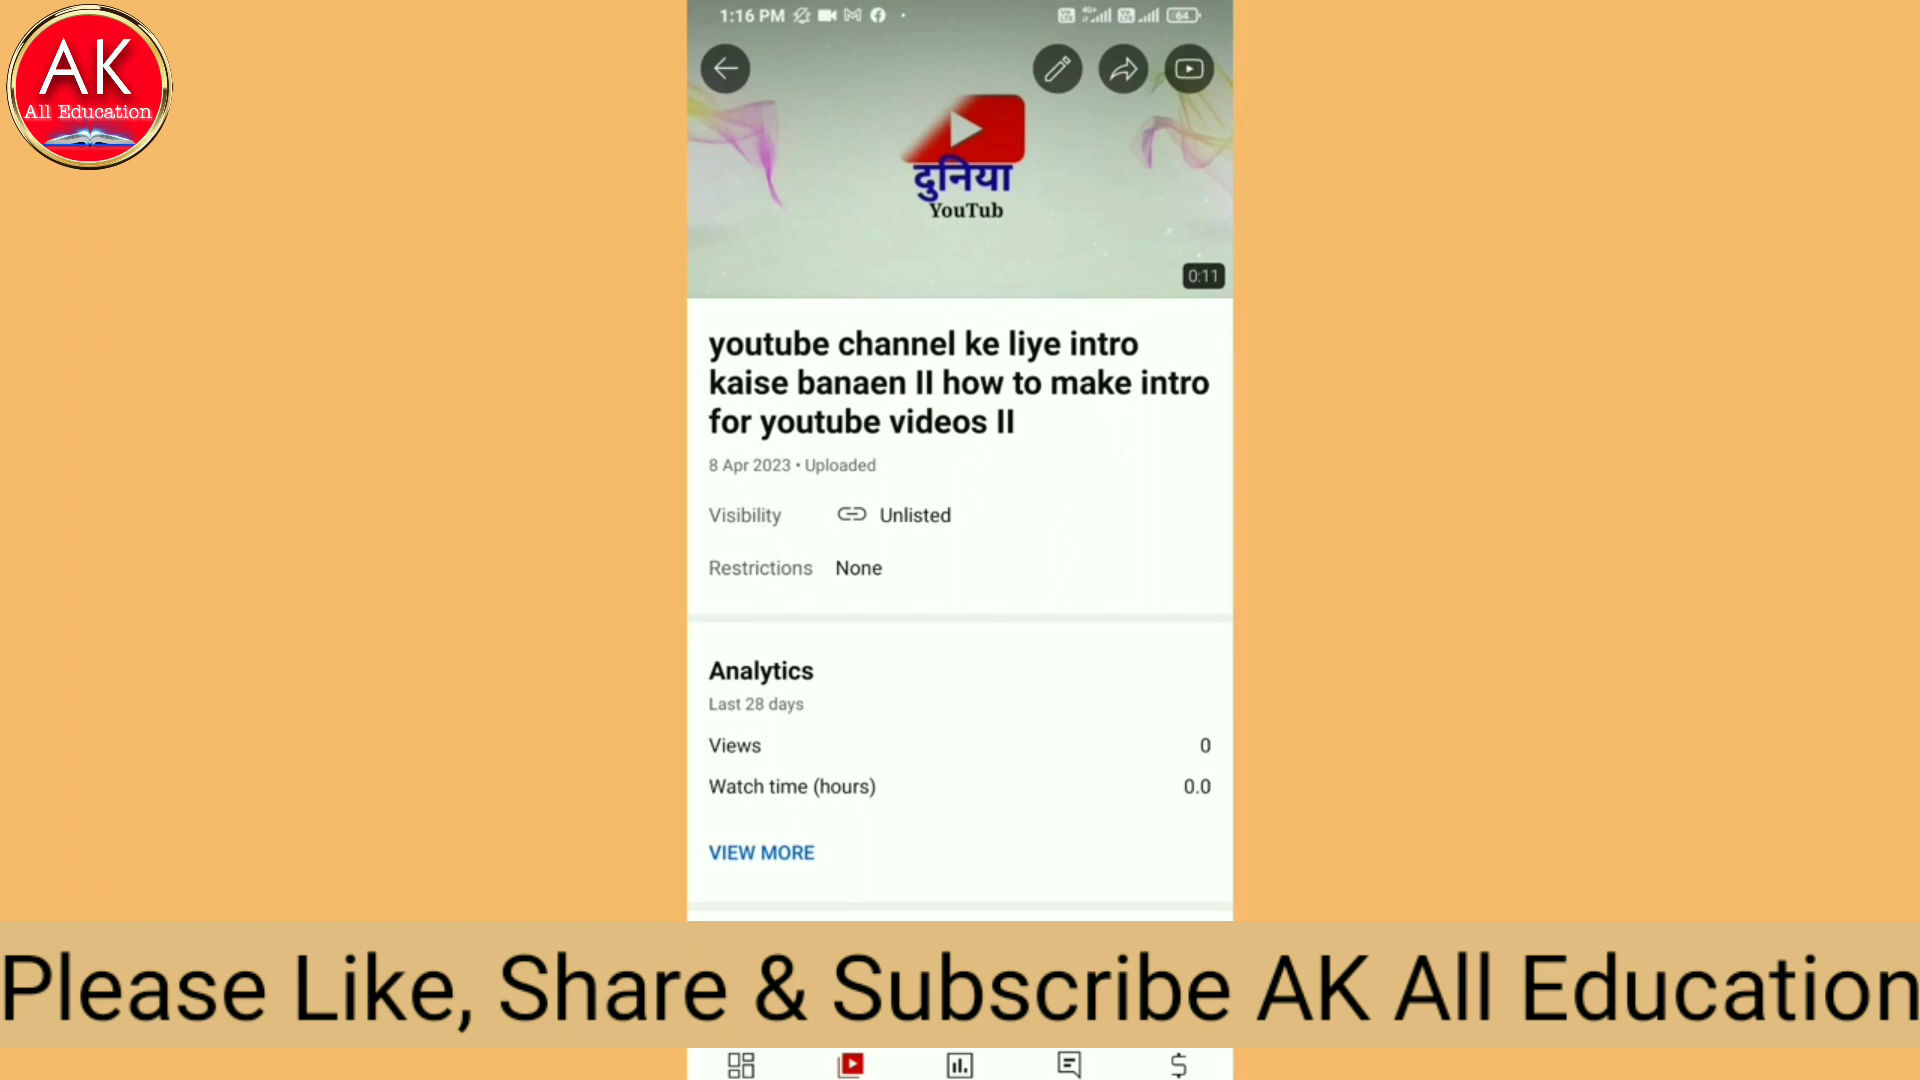 AK
All Education
1:16 PM
64
दुनिया
YouTub
0:11
youtube channel ke liye intro
kaise banaen II how to make intro
for youtube videos II
8 Apr 2023 • Uploaded
Visibility Unlisted
Restrictions None
Analytics
Last 28 days
Views 0
Watch time (hours) 0.0
VIEW MORE
Please Like, Share & Subscribe AK All Education